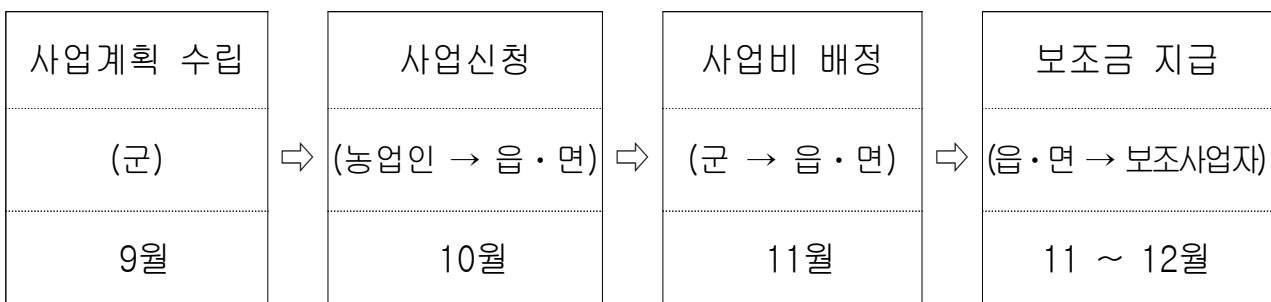 사업계획 수립
(군)
9월
⇨
사업신청
(농업인 → 읍・면)
10월
⇨
사업비 배정
(군 → 읍・면)
11월
⇨
보조금 지급
(읍・면 → 보조사업자)
11 ~ 12월